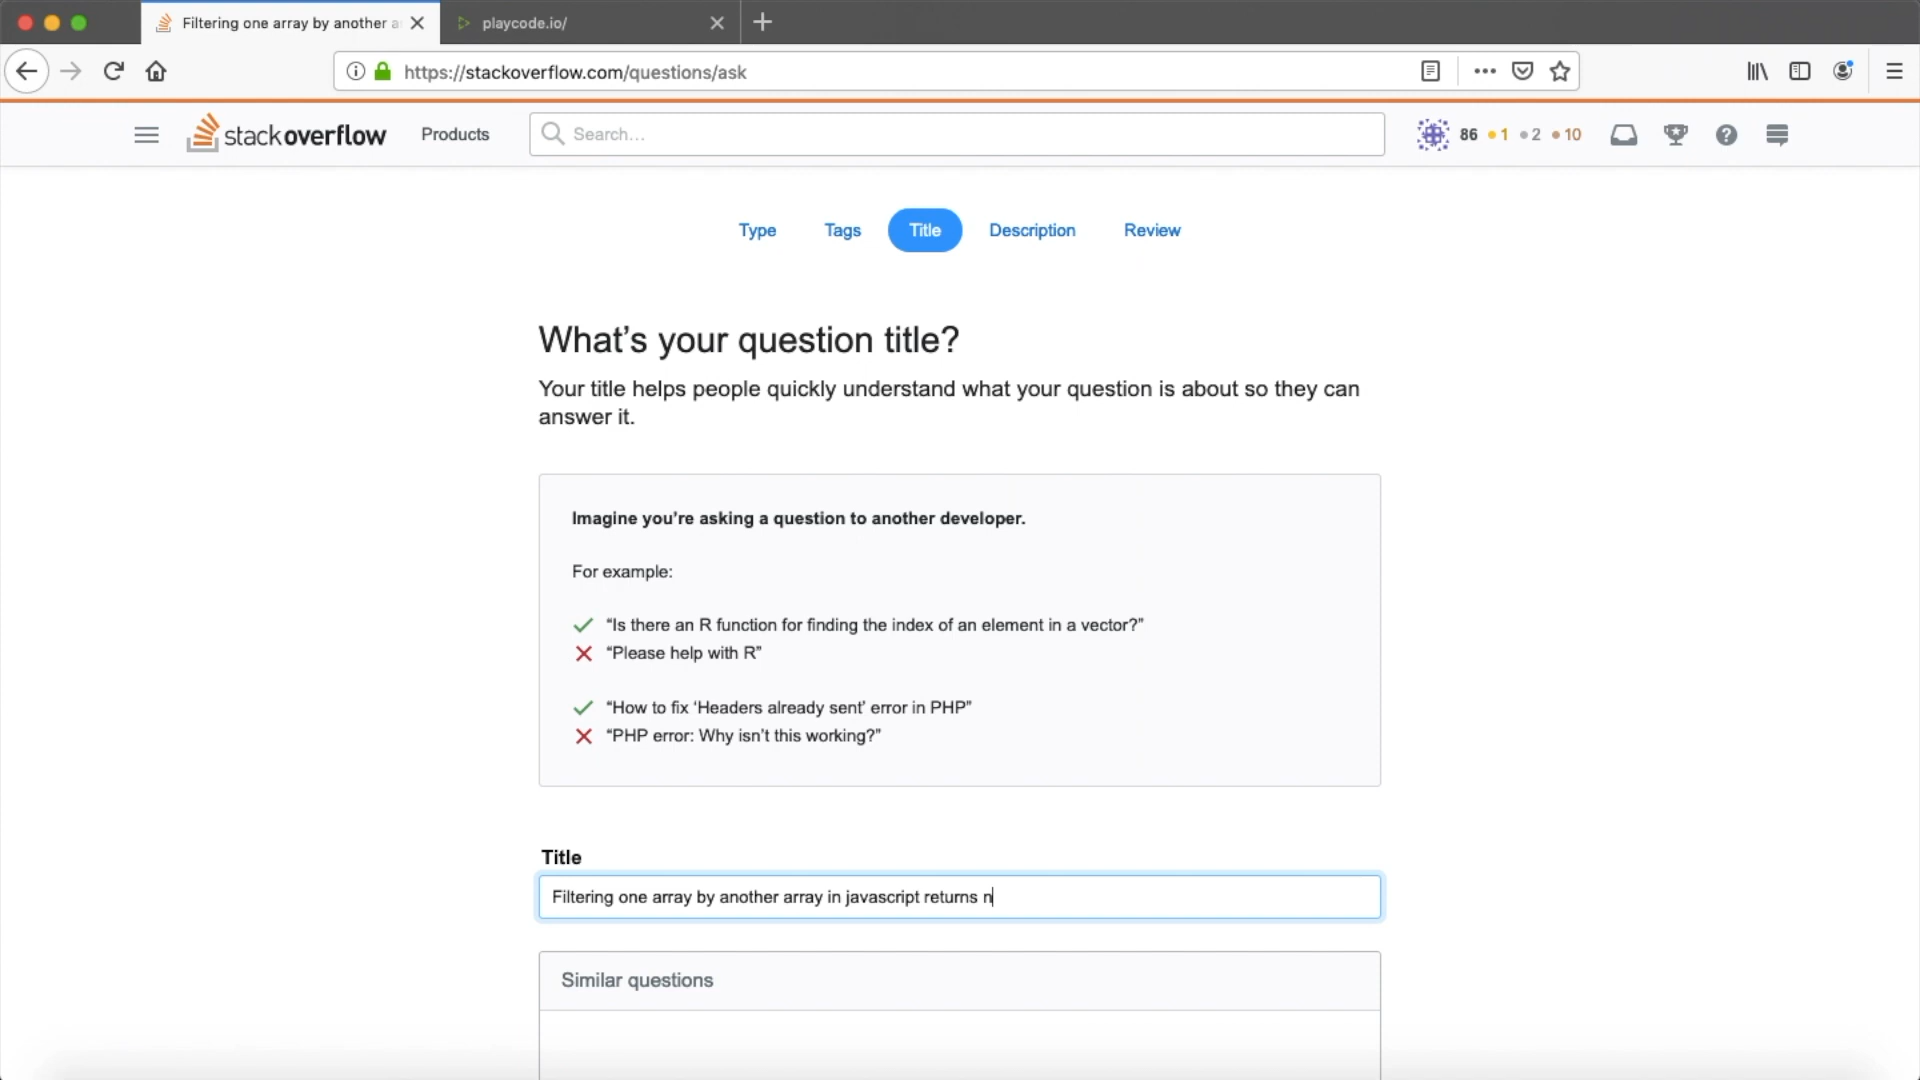 Filtering one array by another a
playcode.io/
https://stackoverflow.com/questions/ask
stackoverflow
Products
Search...
86 1 2 10
Type Tags Title Description Review
What's your question title?
Your title helps people quickly understand what your question is about so they can
answer it.
Imagine you're asking a question to another developer.
For example:
“Is there an R function for finding the index of an element in a vector?”
“Please help with R”
“How to fix ‘Headers already sent’ error in PHP”
“PHP error: Why isn't this working?”
Title
Filtering one array by another array in javascript returns n
Similar questions